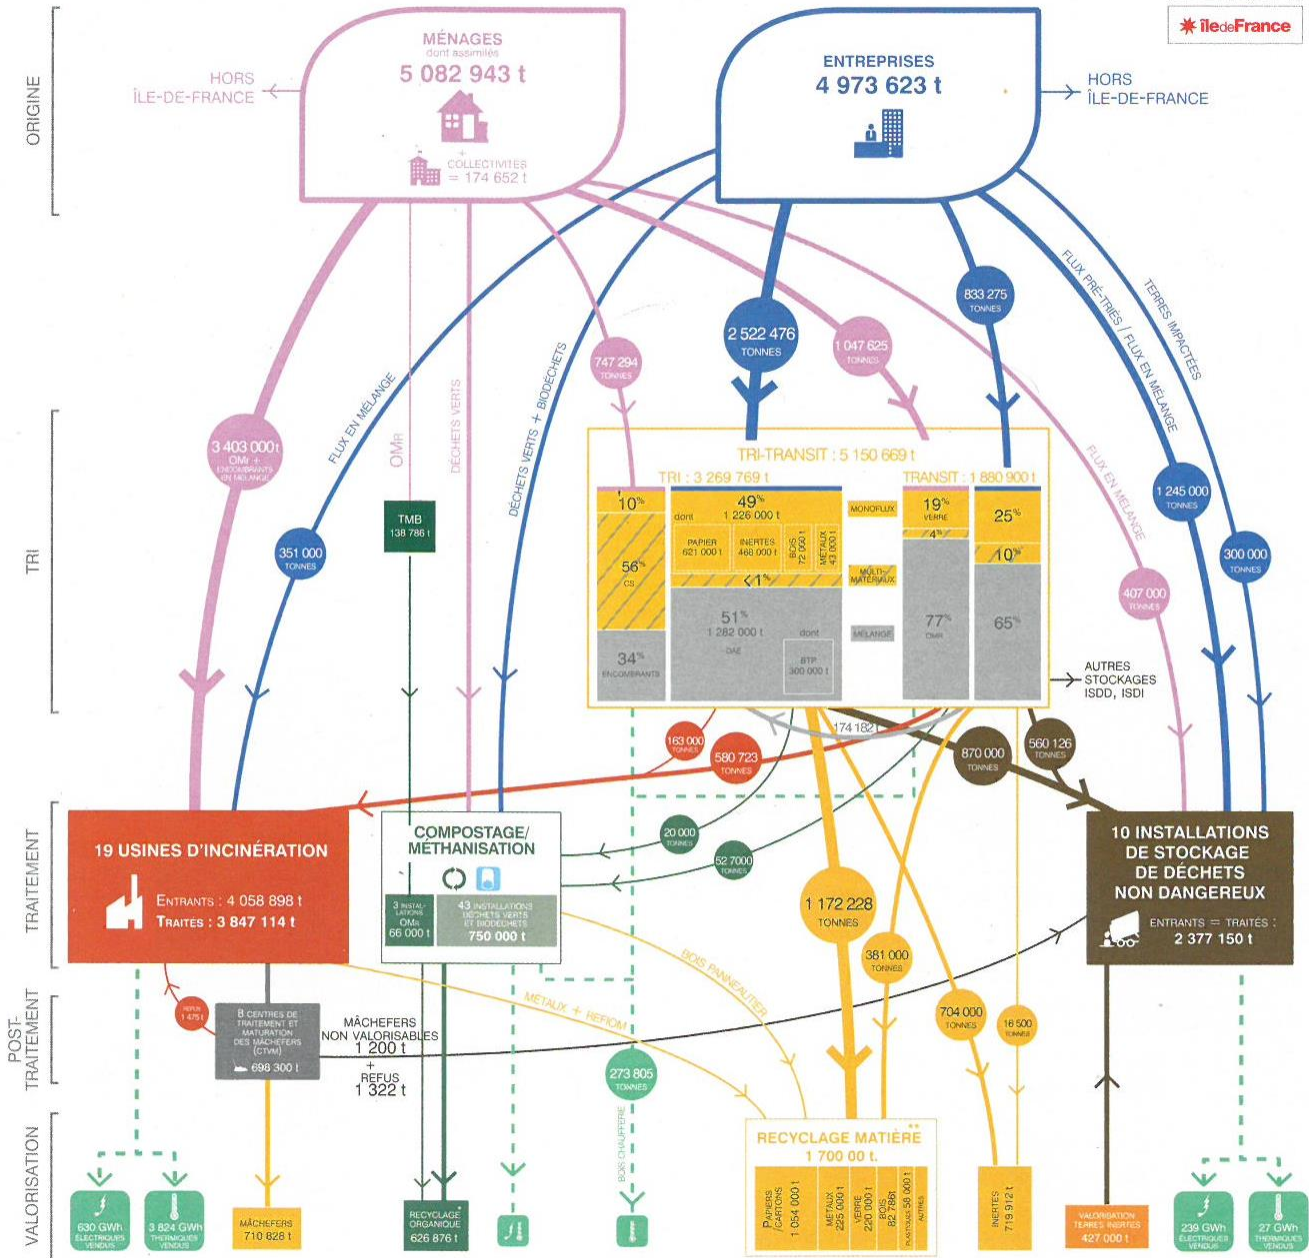 îledeFrance
ORIGINE
MÉNAGES
dont assimilés
5 082 943 t
+
COLLECTIVITÉS
= 174 652 t
HORS
ÎLE-DE-FRANCE
ENTREPRISES
4 973 623 t
HORS
ÎLE-DE-FRANCE
TRI
3 403 000 t
OMr +
ENCOMBRANTS
EN MÉLANGE
FLUX EN MÉLANGE
351 000
TONNES
OMR
DÉCHETS VERTS
DÉCHETS VERTS + BIODÉCHETS
TMB
138 786 t
747 294
TONNES
2 522 476
TONNES
1 047 625
TONNES
833 275
TONNES
FLUX PRÉ-TRIÉS / FLUX EN MÉLANGE
TERRES IMPACTÉES
FLUX EN MÉLANGE
1 245 000
TONNES
300 000
TONNES
407 000
TONNES
TRI-TRANSIT : 5 150 669 t
TRI : 3 269 769 t
TRANSIT : 1 880 900 t
10%
56%
CS
34%
ENCOMBRANTS
49%
dont 1 226 000 t
PAPIER
621 000 t
INERTES
468 000 t
BOIS
72 000 t
MÉTAUX
43 000 t
<1%
51%
1 282 000 t
DAE
dont
BTP
300 000 t
MONOFLUX
MULTI-
MATÉRIAUX
MÉLANGE
19%
VERRE
4%
77%
OMR
25%
10%
65%
AUTRES
STOCKAGES
ISDD, ISDI
163 000
TONNES
580 723
TONNES
174 182 t
870 000
TONNES
560 126
TONNES
TRAITEMENT
19 USINES D'INCINÉRATION
ENTRANTS : 4 058 898 t
TRAITÉS : 3 847 114 t
COMPOSTAGE/
MÉTHANISATION
3 INSTAL-
LATIONS
OMR
66 000 t
43 INSTALLATIONS
DÉCHETS VERTS
ET BIODÉCHETS
750 000 t
20 000
TONNES
52 7000
TONNES
1 172 228
TONNES
381 000
TONNES
10 INSTALLATIONS
DE STOCKAGE
DE DÉCHETS
NON DANGEREUX
ENTRANTS = TRAITÉS :
2 377 150 t
POST-
TRAITEMENT
REFUS
1 475 t
8 CENTRES DE
TRAITEMENT ET
MATURATION
DES MÂCHEFERS
(CTVM)
698 300 t
MÂCHEFERS
NON VALORISABLES
1 200 t
+
REFUS
1 322 t
MÉTAUX + REFIOM
BOIS PANNEAUTIER
273 805
TONNES
BOIS CHAUFFERIE
704 000
TONNES
16 500
TONNES
VALORISATION
630 GWh
ÉLECTRIQUES
VENDUS
3 824 GWh
THERMIQUES
VENDUS
MÂCHEFERS
710 828 t
RECYCLAGE*
ORGANIQUE
626 876 t
RECYCLAGE MATIÈRE**
1 700 00 t.
PAPIERS
/CARTONS
1 054 000 t
MÉTAUX
225 000 t
VERRE
220 000 t
BOIS
82 786t
PLASTIQUES 58 000 t
AUTRES
INERTES
719 912 t
VALORISATION
TERRES INERTES
427 000 t
239 GWh
ÉLECTRIQUES
VENDUS
27 GWh
THERMIQUES
VENDUS